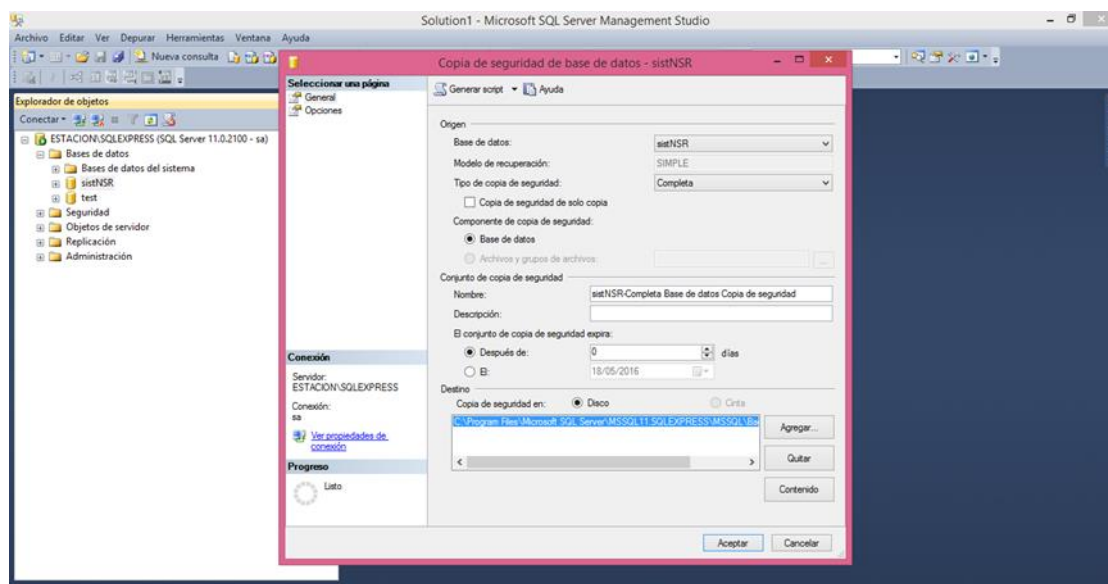 Solution1 - Microsoft SQL Server Management Studio
Archivo Editar Ver Depurar Herramientas Ventana Ayuda
Nueva consulta
Explorador de objetos
Conectar
ESTACION\SQLEXPRESS (SQL Server 11.0.2100 - sa)
Bases de datos
Bases de datos del sistema
sistNSR
test
Seguridad
Objetos de servidor
Replicación
Administración
Copia de seguridad de base de datos - sistNSR
Seleccionar una página
General
Opciones
Conexión
Servidor:
ESTACION\SQLEXPRESS
Conexión:
sa
Ver propiedades de
conexión
Progreso
Listo
Generar script Ayuda
Origen
Base de datos: sistNSR
Modelo de recuperación: SIMPLE
Tipo de copia de seguridad: Completa
Copia de seguridad de solo copia
Componente de copia de seguridad:
Base de datos
Archivos y grupos de archivos: ...
Conjunto de copia de seguridad
Nombre: sistNSR-Completa Base de datos Copia de seguridad
Descripción:
El conjunto de copia de seguridad expira:
Después de: 0 días
El: 18/05/2016
Destino
Copia de seguridad en: Disco Cinta
C:\Program Files\Microsoft SQL Server\MSSQL11.SQLEXPRESS\MSSQL\Ba
Agregar...
Quitar
Contenido
Aceptar Cancelar